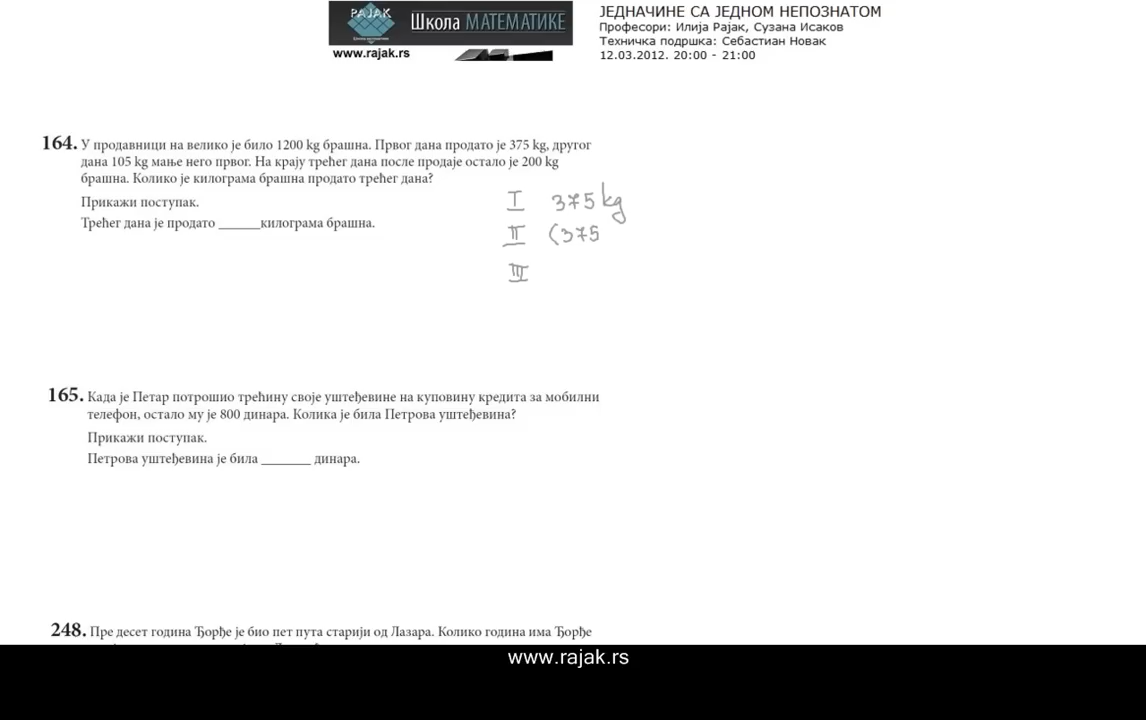 РАЈАК
Школа МАТЕМАТИКЕ
www.rajak.rs
ЈЕДНАЧИНЕ СА ЈЕДНОМ НЕПОЗНАТОМ
Професори: Илија Рајак, Сузана Исаков
Техничка подршка: Себастиан Новак
12.03.2012. 20:00 - 21:00
164. У продавници на велико је било 1200 kg брашна. Првог дана продато је 375 kg, другог
дана 105 kg мање него првог. На крају трећег дана после продаје остало је 200 kg
брашна. Колико је килограма брашна продато трећег дана?
Прикажи поступак.
Трећег дана је продато ______килограма брашна.
I 375 kg
II (375
III
165. Када је Петар потрошио трећину своје уштеђевине на куповину кредита за мобилни
телефон, остало му је 800 динара. Колика је била Петрова уштеђевина?
Прикажи поступак.
Петрова уштеђевина је била _______ динара.
248. Пре десет година Ђорђе је био пет пута старији од Лазара. Колико година има Ђорђе
www.rajak.rs